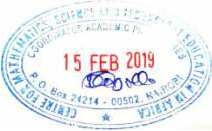 CENTRE FOR MATHEMATICS, SCIENCE AND TECHNOLOGY EDUCATION IN AFRICA
COORDINATOR ACADEMIC
15 FEB 2019
P. O. Box 24214 - 00502, NAIROBI